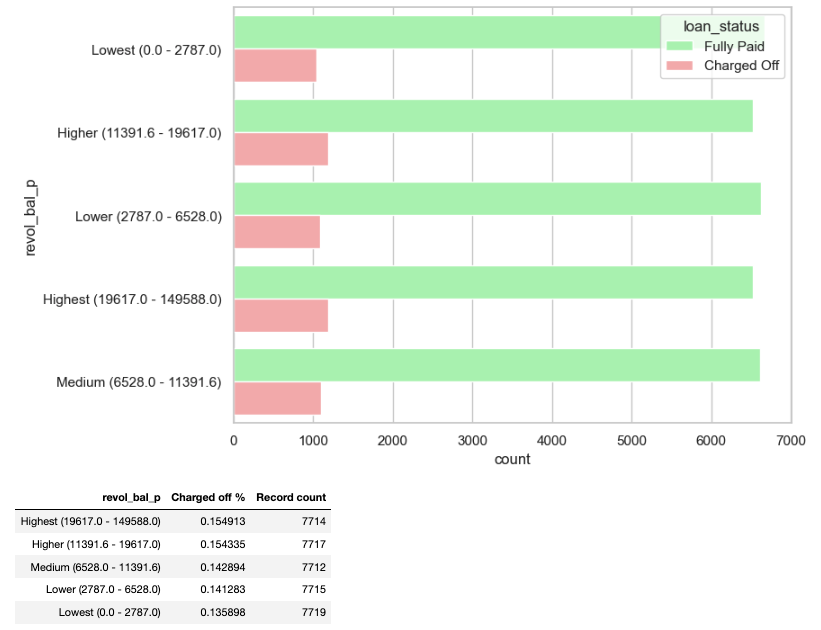 loan_status
Fully Paid
Charged Off
Lowest (0.0 - 2787.0)
Higher (11391.6 - 19617.0)
Lower (2787.0 - 6528.0)
Highest (19617.0 - 149588.0)
Medium (6528.0 - 11391.6)
revol_bal_p
0 1000 2000 3000 4000 5000 6000 7000
count
revol_bal_p Charged off % Record count
Highest (19617.0 - 149588.0) 0.154913 7714
Higher (11391.6 - 19617.0) 0.154335 7717
Medium (6528.0 - 11391.6) 0.142894 7712
Lower (2787.0 - 6528.0) 0.141283 7715
Lowest (0.0 - 2787.0) 0.135898 7719